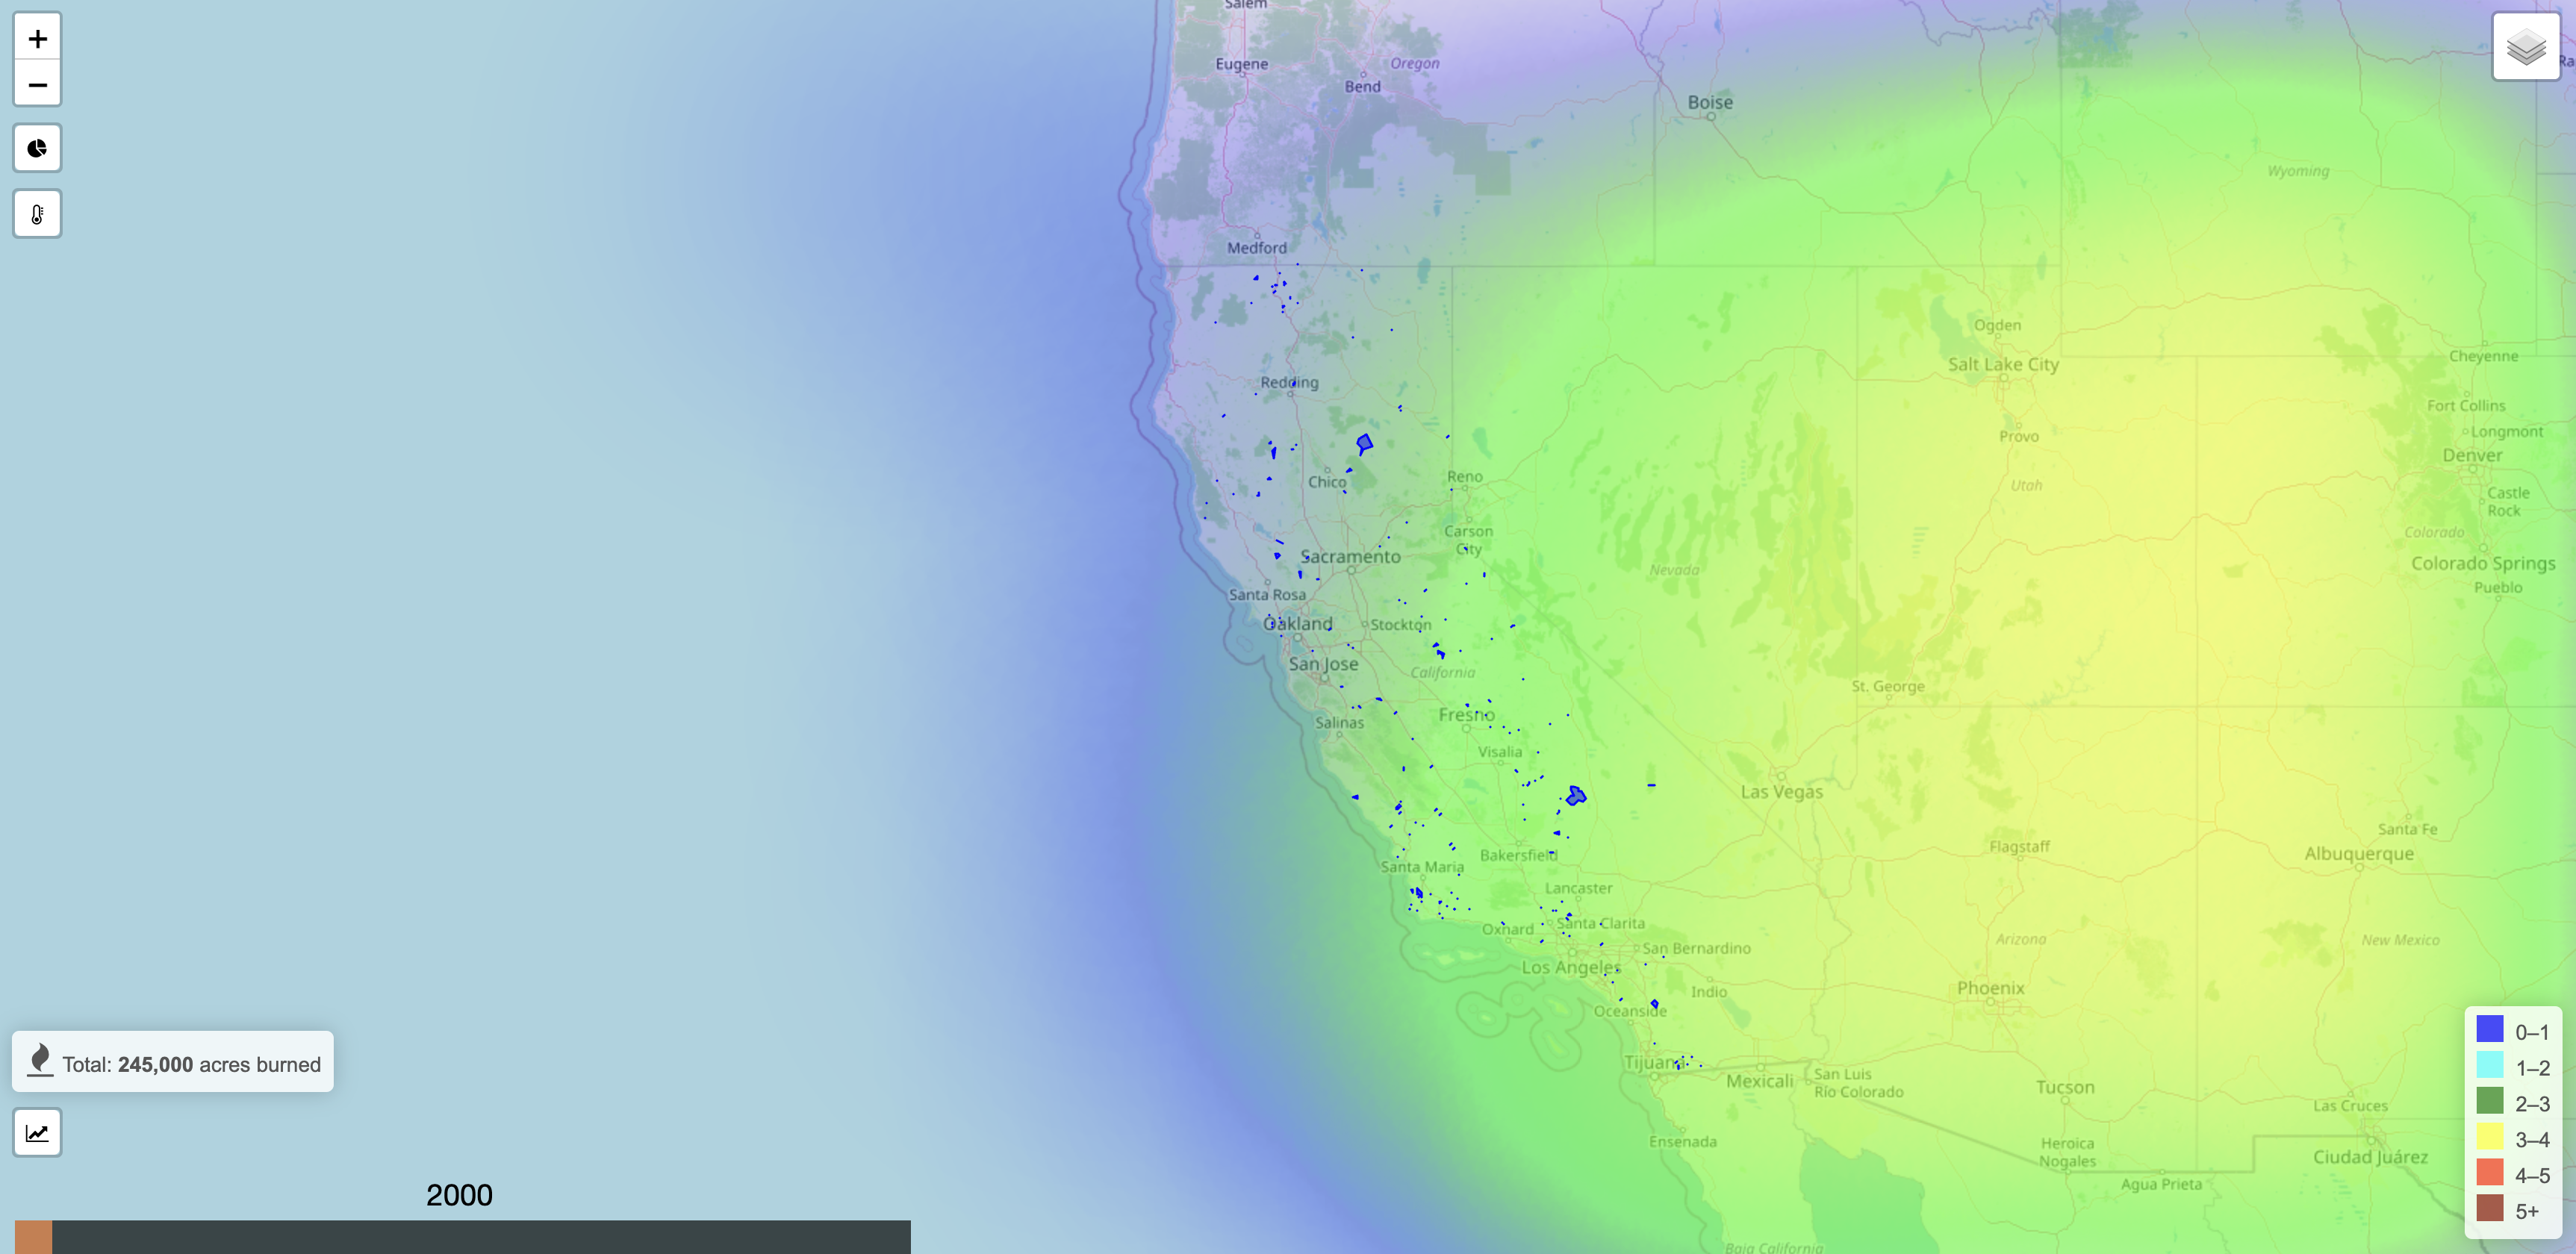 Salem
+
Eugene
Oregon
Bend
−
Boise
Ra
Wyoming
Medford
Ogden
Salt Lake City
Cheyenne
Redding
Fort Collins
Provo
Longmont
Denver
Reno
Chico
Utah
Castle
Rock
Carson
City
Colorado
Sacramento
Colorado Springs
Nevada
Pueblo
Santa Rosa
Oakland
Stockton
San Jose
California
St. George
Fresno
Salinas
Visalia
Las Vegas
Santa Fe
Flagstaff
Albuquerque
Bakersfield
Santa Maria
Lancaster
Santa Clarita
Oxnard
Arizona
New Mexico
San Bernardino
Los Angeles
Phoenix
Indio
Oceanside
Tijuana
Mexicali
San Luis
Río Colorado
Tucson
Las Cruces
Ensenada
Heroica
Nogales
Ciudad Juárez
Agua Prieta
Baja California
Total: 245,000 acres burned
2000
0–1
1–2
2–3
3–4
4–5
5+